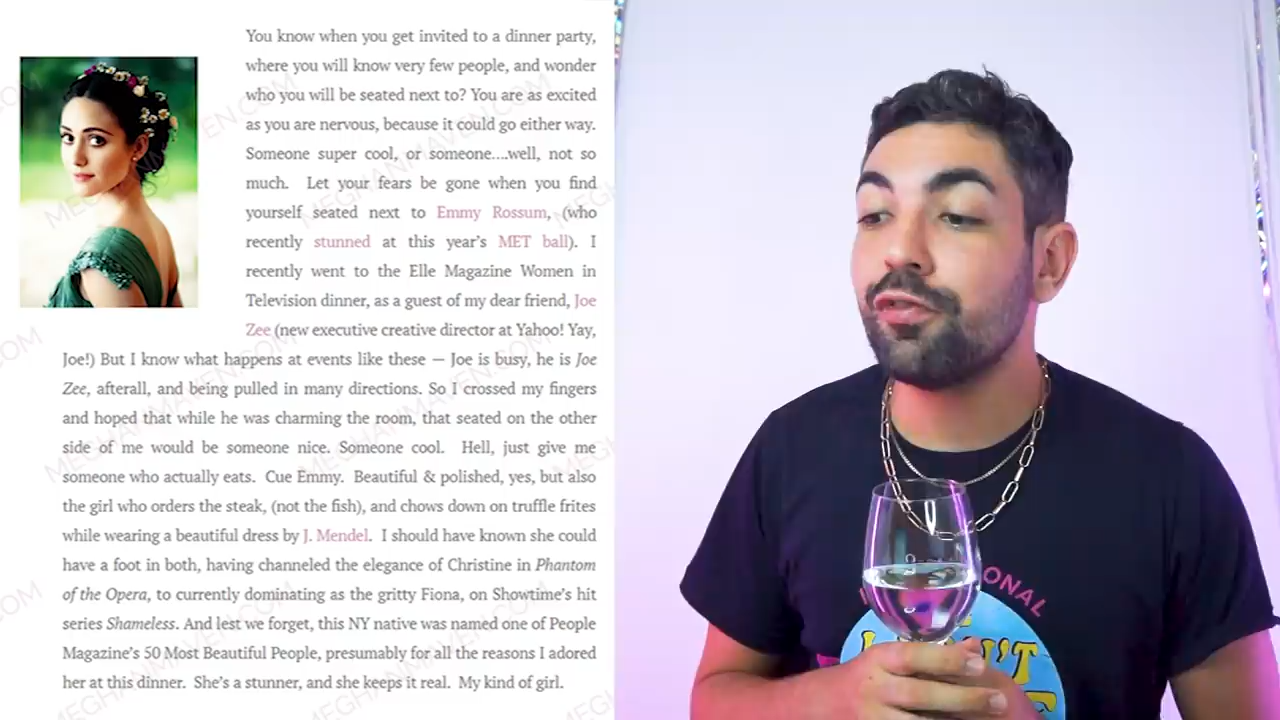 You know when you get invited to a dinner party,
where you will know very few people, and wonder
who you will be seated next to? You are as excited
as you are nervous, because it could go either way.
Someone super cool, or someone....well, not so
much. Let your fears be gone when you find
yourself seated next to Emmy Rossum, (who
recently stunned at this year's MET ball). I
recently went to the Elle Magazine Women in
Television dinner, as a guest of my dear friend, Joe
Zee (new executive creative director at Yahoo! Yay,
Joe!) But I know what happens at events like these — Joe is busy, he is Joe
Zee, afterall, and being pulled in many directions. So I crossed my fingers
and hoped that while he was charming the room, that seated on the other
side of me would be someone nice. Someone cool. Hell, just give me
someone who actually eats. Cue Emmy. Beautiful & polished, yes, but also
the girl who orders the steak, (not the fish), and chows down on truffle frites
while wearing a beautiful dress by J. Mendel. I should have known she could
have a foot in both, having channeled the elegance of Christine in Phantom
of the Opera, to currently dominating as the gritty Fiona, on Showtime's hit
series Shameless. And lest we forget, this NY native was named one of People
Magazine's 50 Most Beautiful People, presumably for all the reasons I adored
her at this dinner. She's a stunner, and she keeps it real. My kind of girl.
MEGHANMAVEN.COM